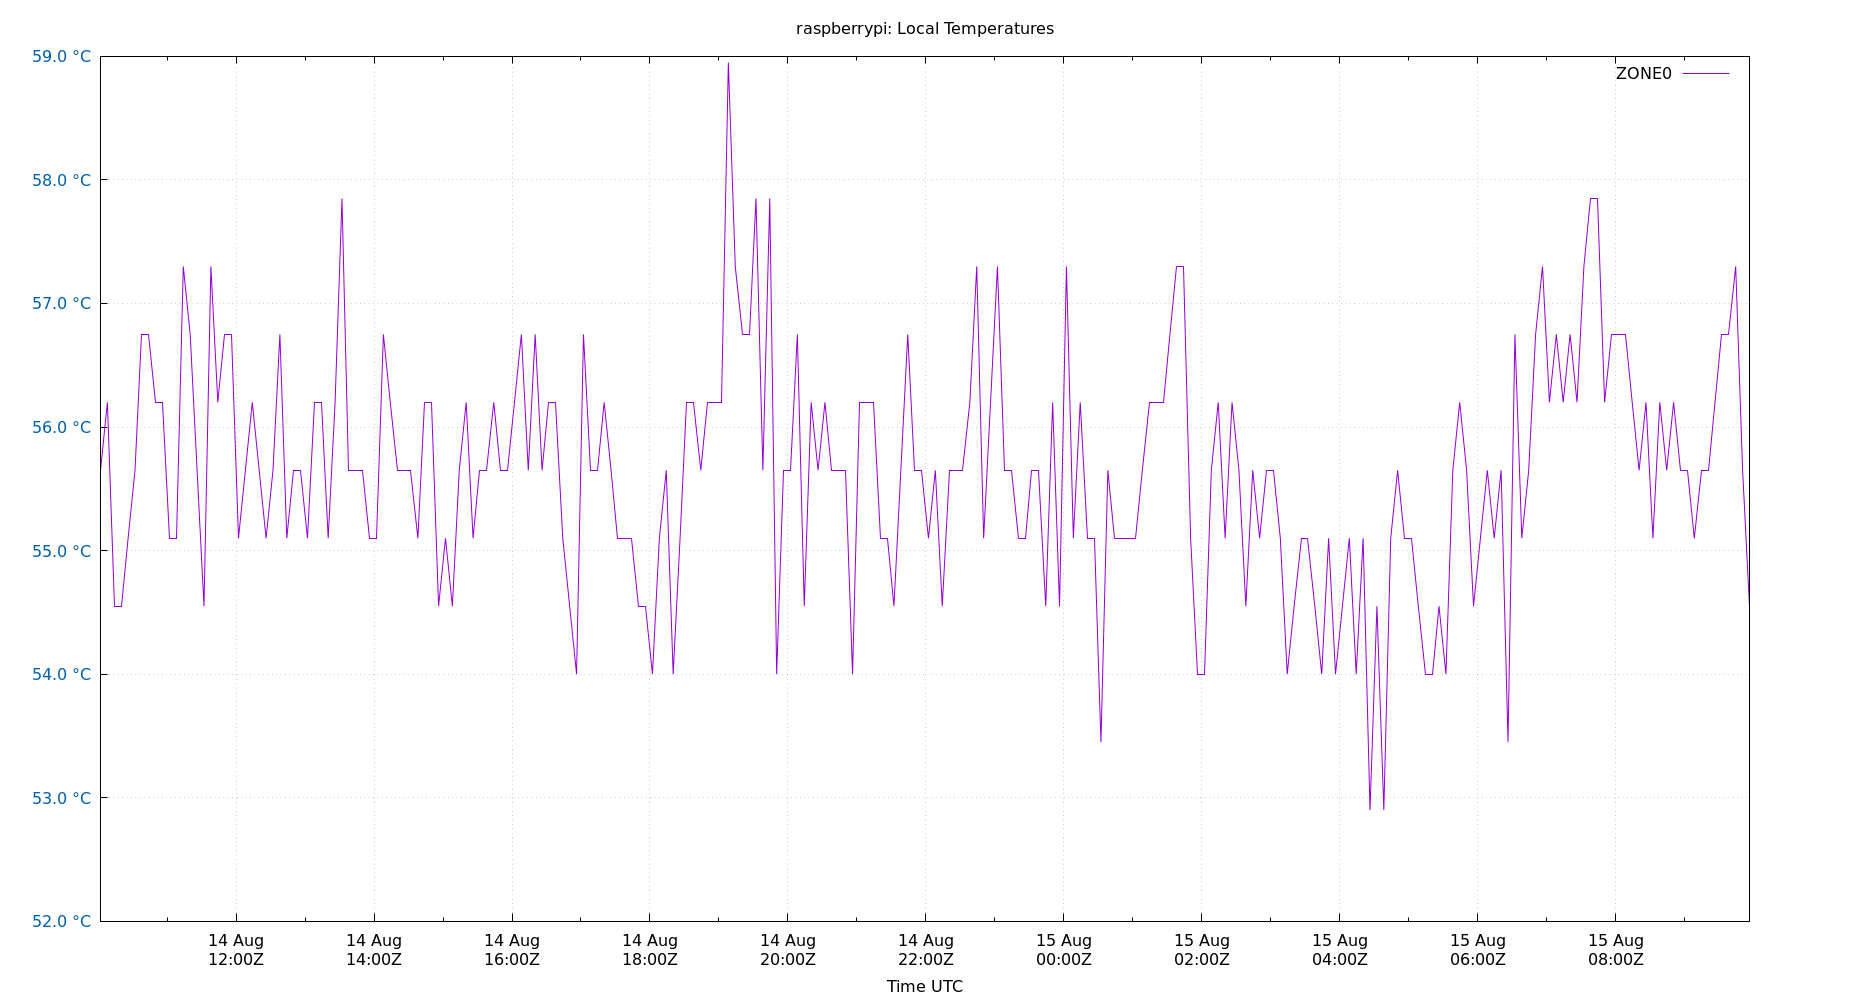 raspberrypi: Local Temperatures
59.0 °C
ZONE0
58.0 °C
57.0 °C
56.0 °C
55.0 °C
54.0 °C
53.0 °C
52.0 °C
14 Aug 14 Aug 14 Aug 14 Aug 14 Aug 14 Aug 15 Aug 15 Aug 15 Aug 15 Aug 15 Aug
12:00Z 14:00Z 16:00Z 18:00Z 20:00Z 22:00Z 00:00Z 02:00Z 04:00Z 06:00Z 08:00Z
Time UTC